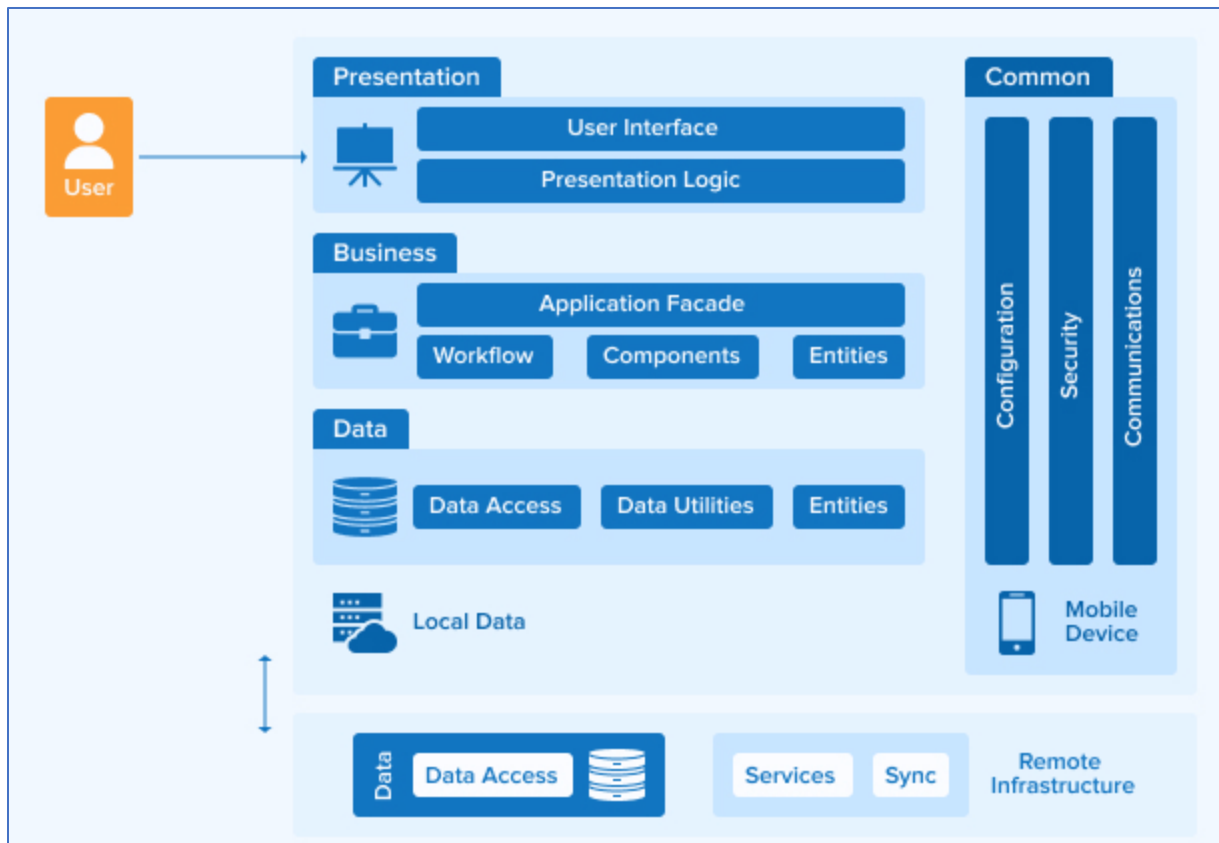 Presentation
Common
User Interface
User
Presentation Logic
Business
Application Facade
Workflow
Components
Entities
Configuration
Security
Communications
Data
Data Access
Data Utilities
Entities
Local Data
Mobile
Device
Data
Data Access
Services
Sync
Remote
Infrastructure